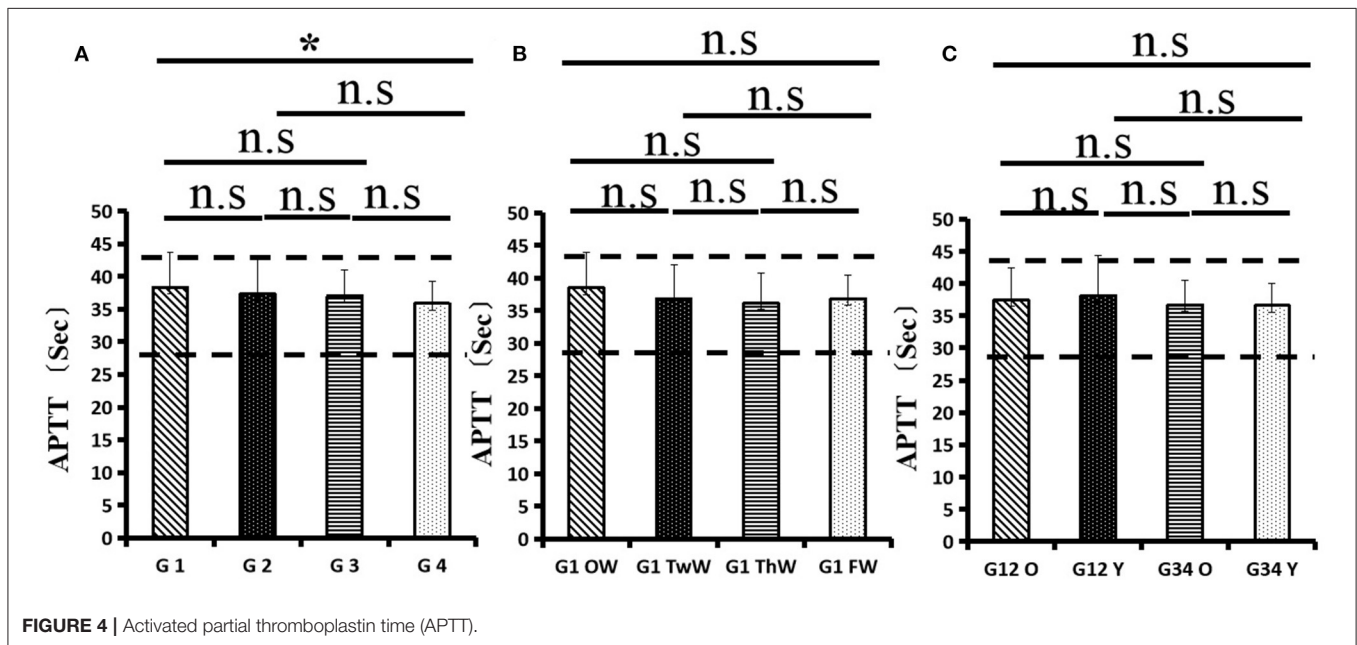 A
*
n.s
n.s
n.s n.s n.s
APTT (Sec)
50
45
40
35
30
25
20
15
10
5
0
G 1 G 2 G 3 G 4
B
n.s
n.s
n.s
n.s n.s n.s
APTT (Sec)
50
45
40
35
30
25
20
15
10
5
0
G1 OW G1 TwW G1 ThW G1 FW
C
n.s
n.s
n.s
n.s n.s n.s
APTT (Sec)
50
45
40
35
30
25
20
15
10
5
0
G12 O G12 Y G34 O G34 Y
FIGURE 4 | Activated partial thromboplastin time (APTT).